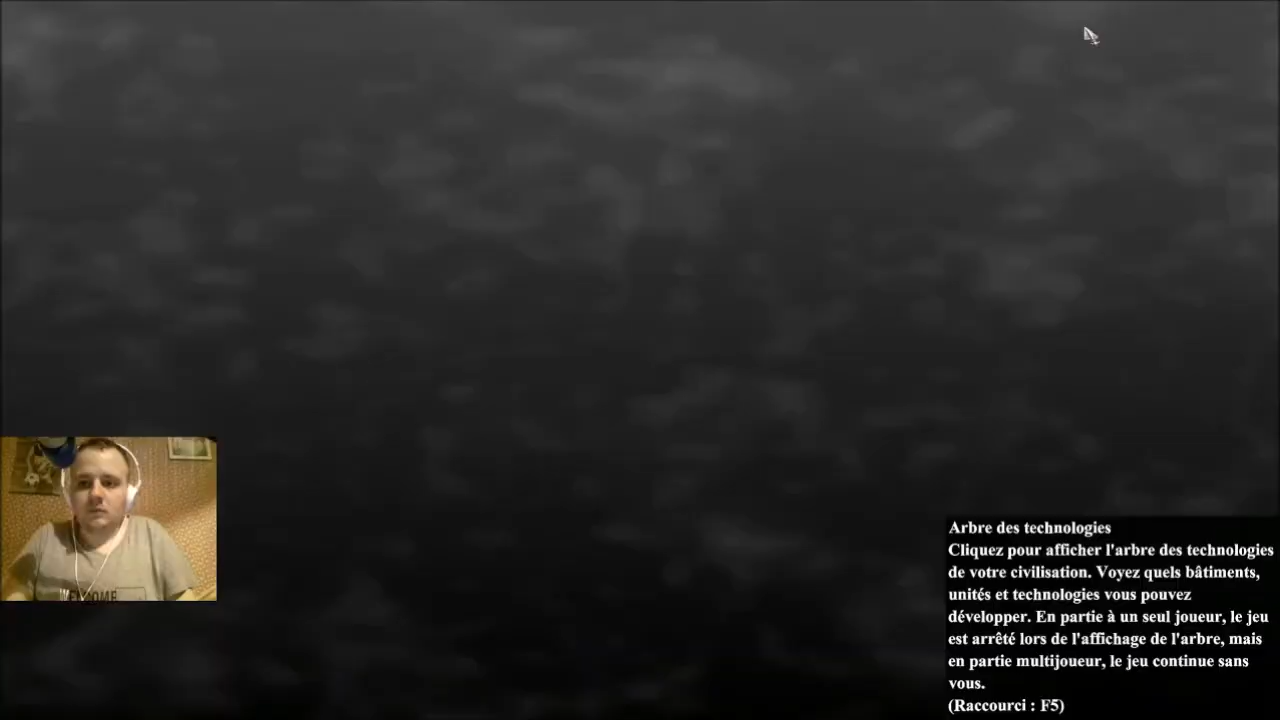 Arbre des technologies
Cliquez pour afficher l'arbre des technologies
de votre civilisation. Voyez quels bâtiments,
unités et technologies vous pouvez
développer. En partie à un seul joueur, le jeu
est arrêté lors de l'affichage de l'arbre, mais
en partie multijoueur, le jeu continue sans
vous.
(Raccourci : F5)